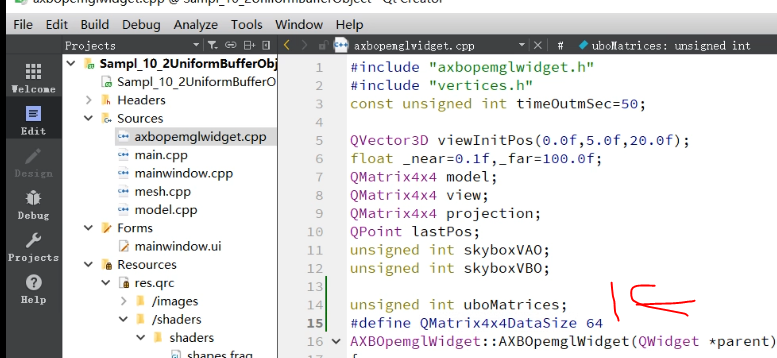 axbopemglwidget.cpp @ Sampl_10_2UniformBufferObject - Qt Creator
File Edit Build Debug Analyze Tools Window Help
Projects
axbopemglwidget.cpp
# uboMatrices: unsigned int
Welcome
Edit
Design
Debug
Projects
Help
Sampl_10_2UniformBufferObj
Sampl_10_2UniformBufferO
Headers
Sources
axbopemglwidget.cpp
main.cpp
mainwindow.cpp
mesh.cpp
model.cpp
Forms
mainwindow.ui
Resources
res.qrc
/images
/shaders
shaders
shapes.frag
1 #include "axbopemglwidget.h"
2 #include "vertices.h"
3 const unsigned int timeOutmSec=50;
4
5 QVector3D viewInitPos(0.0f,5.0f,20.0f);
6 float _near=0.1f,_far=100.0f;
7 QMatrix4x4 model;
8 QMatrix4x4 view;
9 QMatrix4x4 projection;
10 QPoint lastPos;
11 unsigned int skyboxVAO;
12 unsigned int skyboxVBO;
13
14 unsigned int uboMatrices;
15 #define QMatrix4x4DataSize 64
16 AXBOpemglWidget::AXBOpemglWidget(QWidget *parent)